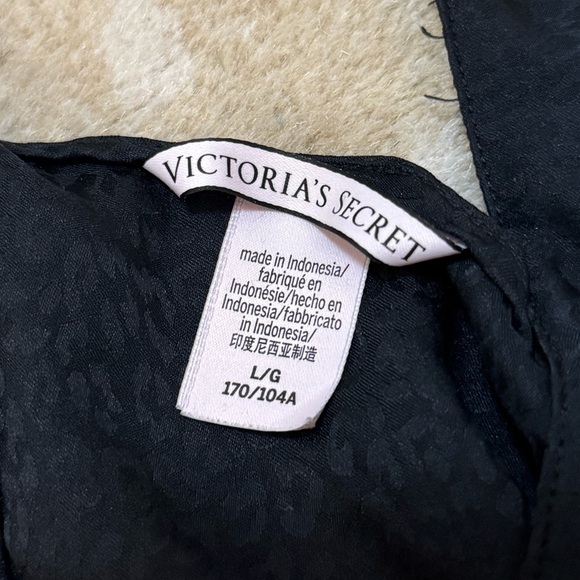 VICTORIA'S SECRET
made in Indonesia/
fabriqué en
Indonésie/hecho en
Indonesia/fabbricato
in Indonesia/
印度尼西亚制造
L/G
170/104A